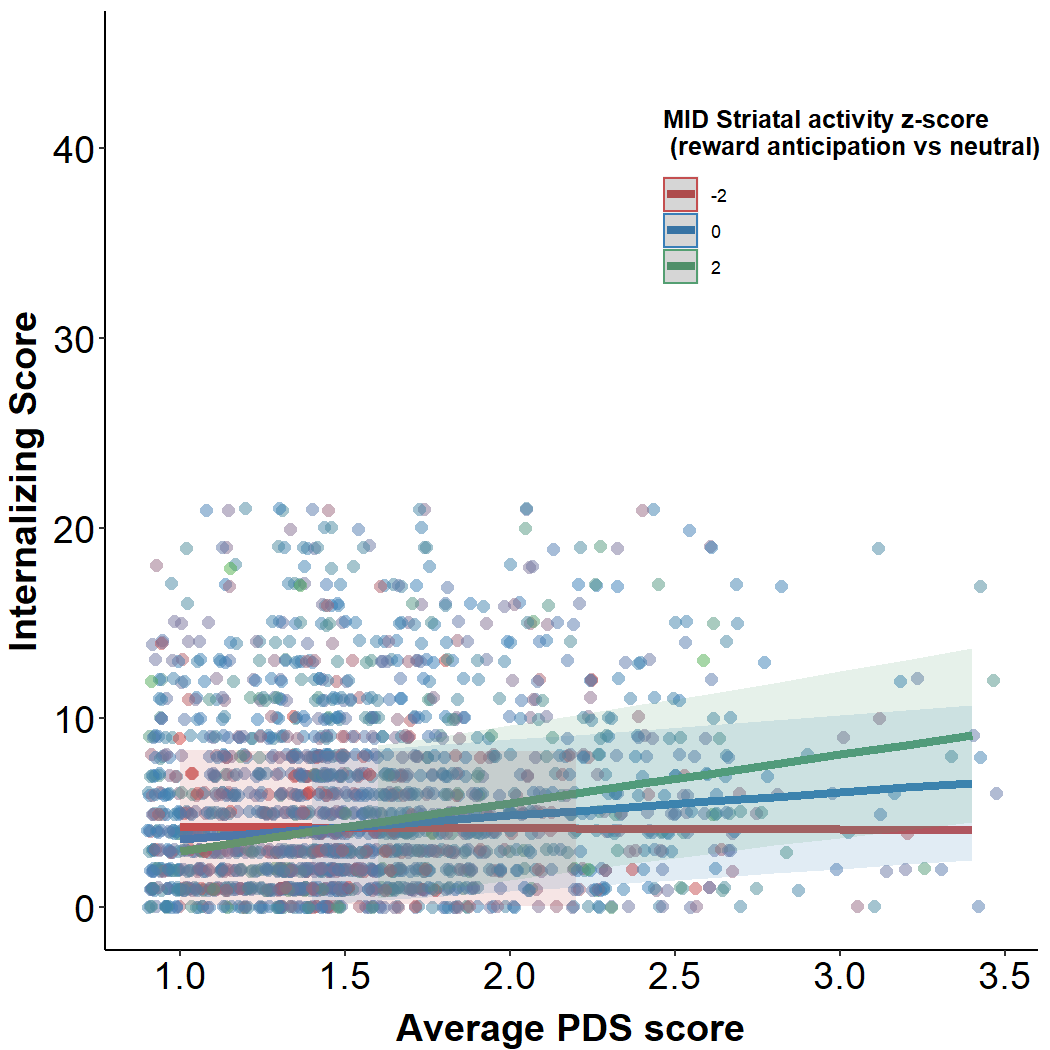 MID Striatal activity z-score
(reward anticipation vs neutral)
-2
0
2
40
30
20
10
0
Internalizing Score
1.0 1.5 2.0 2.5 3.0 3.5
Average PDS score